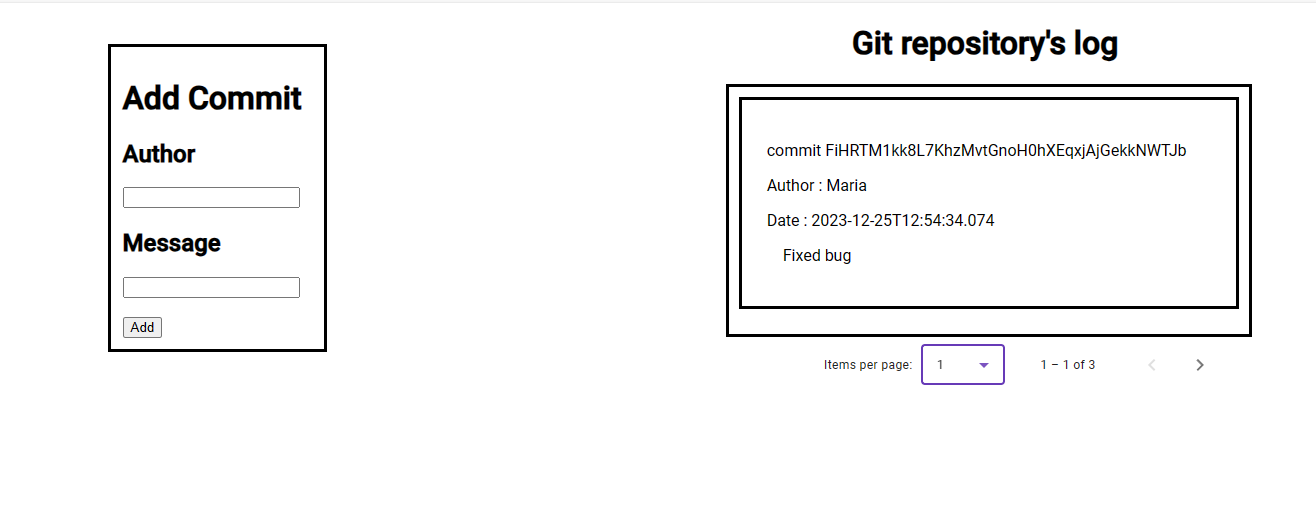 Add Commit
Author
Message
Add
Git repository's log
commit FiHRTM1kk8L7KhzMvtGnoH0hXEqxjAjGekkNWTJb
Author : Maria
Date : 2023-12-25T12:54:34.074
Fixed bug
Items per page: 1 1 – 1 of 3